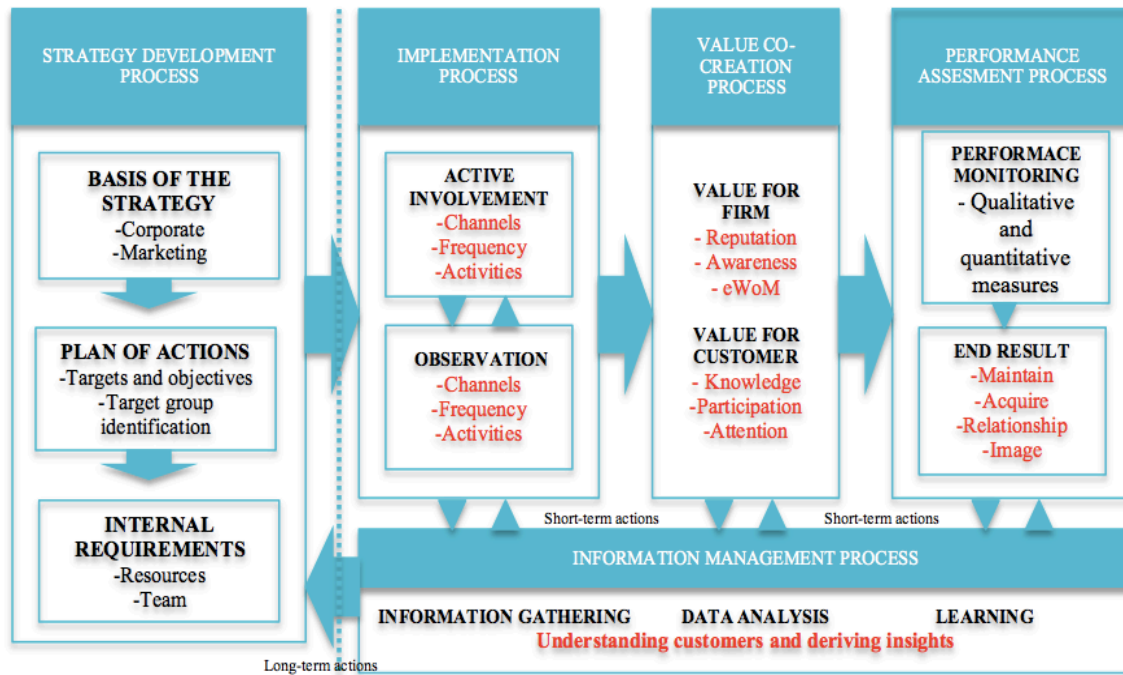 STRATEGY DEVELOPMENT
PROCESS
BASIS OF THE
STRATEGY
-Corporate
-Marketing
PLAN OF ACTIONS
-Targets and objectives
-Target group
identification
INTERNAL
REQUIREMENTS
-Resources
-Team
IMPLEMENTATION
PROCESS
ACTIVE
INVOLVEMENT
-Channels
-Frequency
-Activities
OBSERVATION
-Channels
-Frequency
-Activities
VALUE CO-
CREATION
PROCESS
VALUE FOR
FIRM
- Reputation
- Awareness
- eWoM
VALUE FOR
CUSTOMER
- Knowledge
-Participation
- Attention
PERFORMANCE
ASSESMENT PROCESS
PERFORMACE
MONITORING
- Qualitative
and
quantitative
measures
END RESULT
-Maintain
-Acquire
-Relationship
-Image
Short-term actions
Short-term actions
INFORMATION MANAGEMENT PROCESS
INFORMATION GATHERING DATA ANALYSIS LEARNING
Understanding customers and deriving insights
Long-term actions